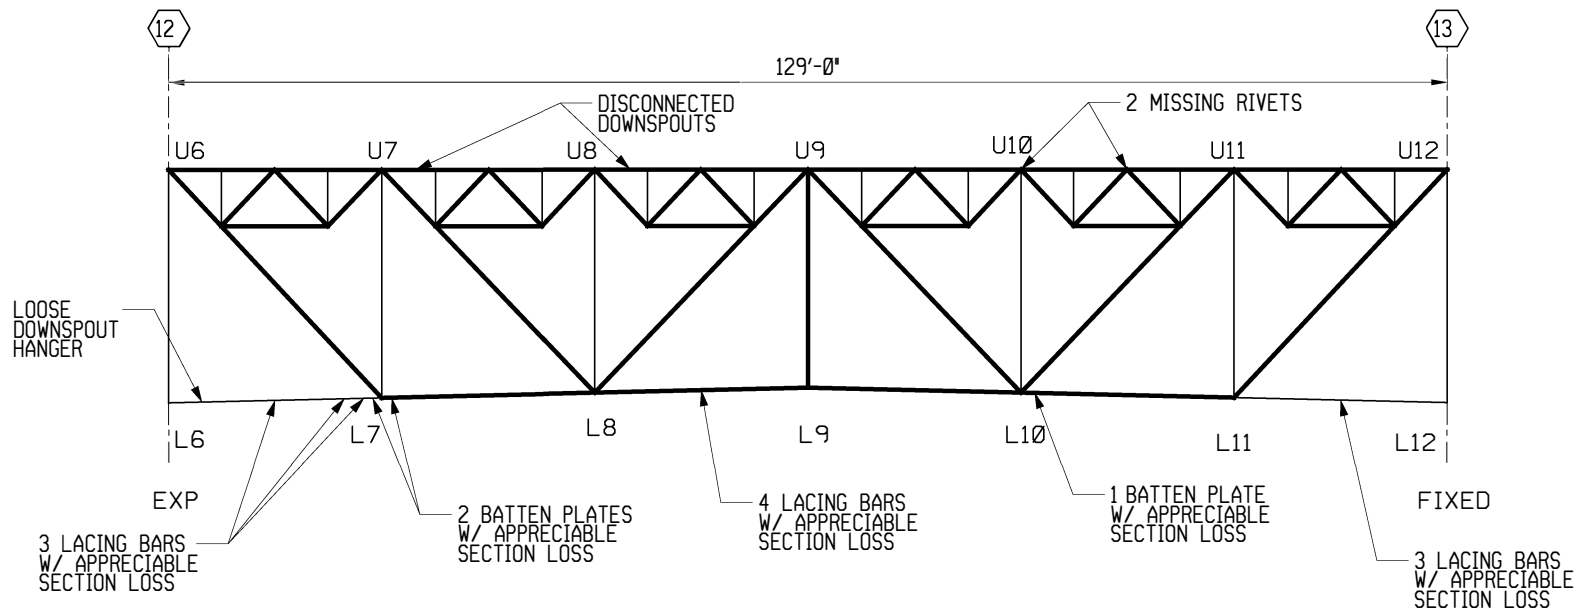 12
13
129'-0"
DISCONNECTED
DOWNSPOUTS
2 MISSING RIVETS
U6
U7
U8
U9
U10
U11
U12
LOOSE
DOWNSPOUT
HANGER
L6
L7
L8
L9
L10
L11
L12
EXP
FIXED
3 LACING BARS
W/ APPRECIABLE
SECTION LOSS
2 BATTEN PLATES
W/ APPRECIABLE
SECTION LOSS
4 LACING BARS
W/ APPRECIABLE
SECTION LOSS
1 BATTEN PLATE
W/ APPRECIABLE
SECTION LOSS
3 LACING BARS
W/ APPRECIABLE
SECTION LOSS